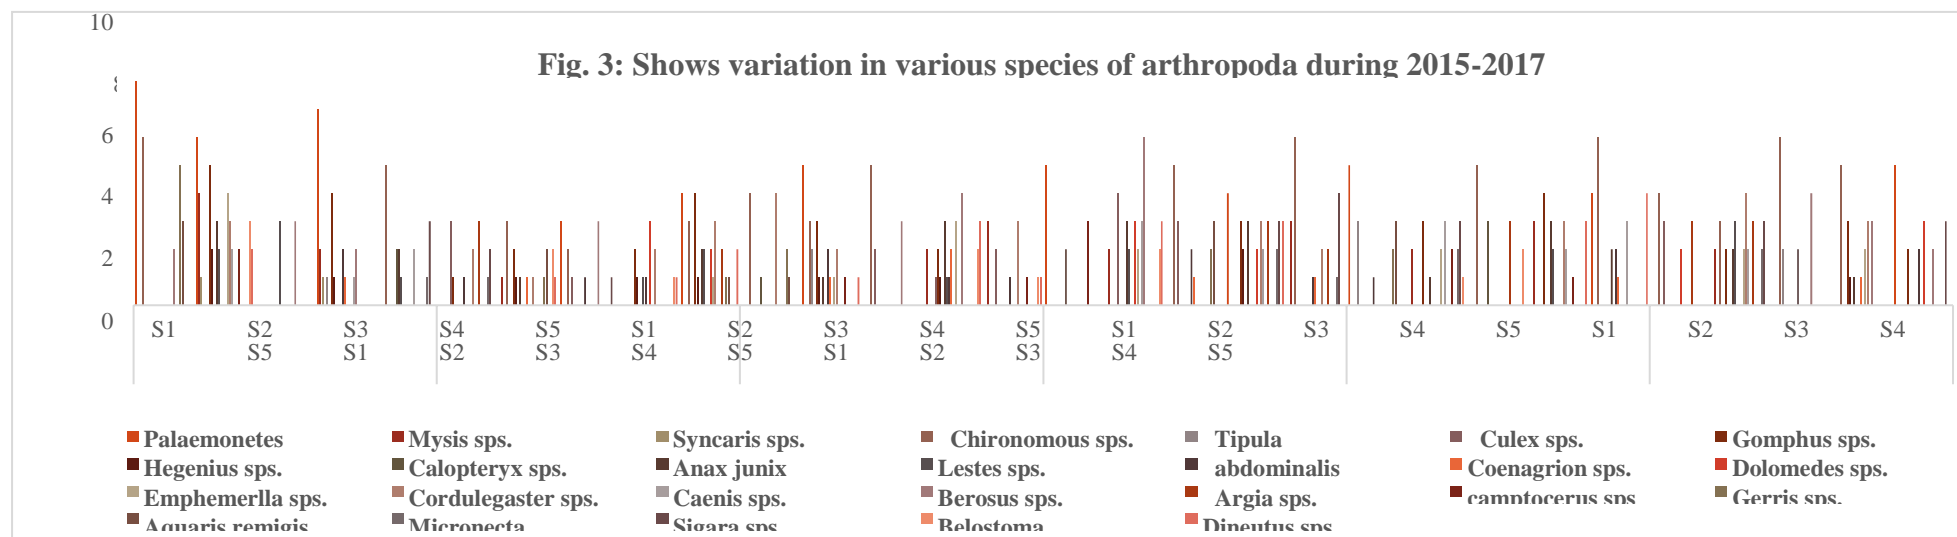 10
Fig. 3: Shows variation in various species of arthropoda during 2015-2017
8
6
4
2
0
S1 S2 S3 S4 S5 S1 S2 S3 S4 S5 S1 S2 S3 S4 S5 S1 S2 S3 S4
S5 S1 S2 S3 S4 S5 S1 S2 S3 S4 S5
Palaemonetes Mysis sps. Syncaris sps. Chironomous sps. Tipula Culex sps. Gomphus sps.
Hegenius sps. Calopteryx sps. Anax junix Lestes sps. abdominalis Coenagrion sps. Dolomedes sps.
Emphemerlla sps. Cordulegaster sps. Caenis sps. Berosus sps. Argia sps. camptocerus sps Gerris sps.
Aquaris remigis Micronecta Sigara sps Belostoma Dineutus sps